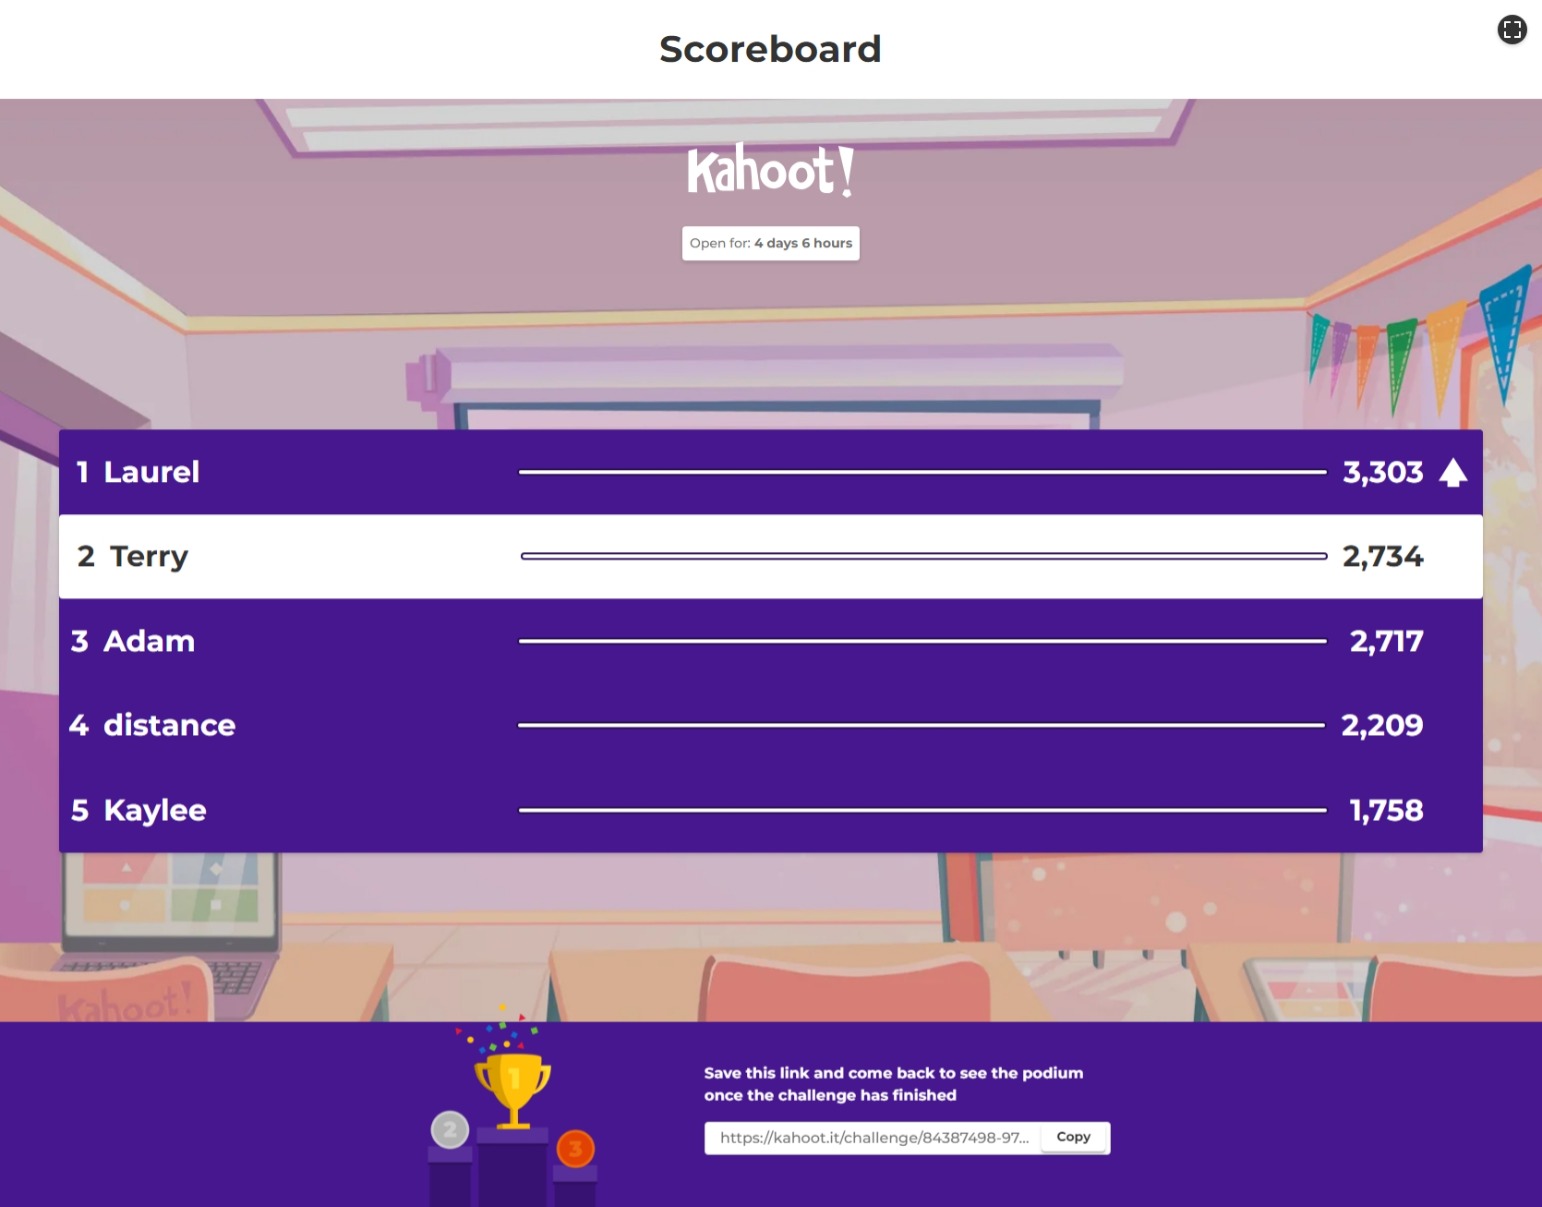 Scoreboard
Kahoot!
Open for: 4 days 6 hours
1 Laurel 3,303
2 Terry 2,734
3 Adam 2,717
4 distance 2,209
5 Kaylee 1,758
Kahoot!
1
2
3
Save this link and come back to see the podium
once the challenge has finished
https://kahoot.it/challenge/84387498-97... Copy